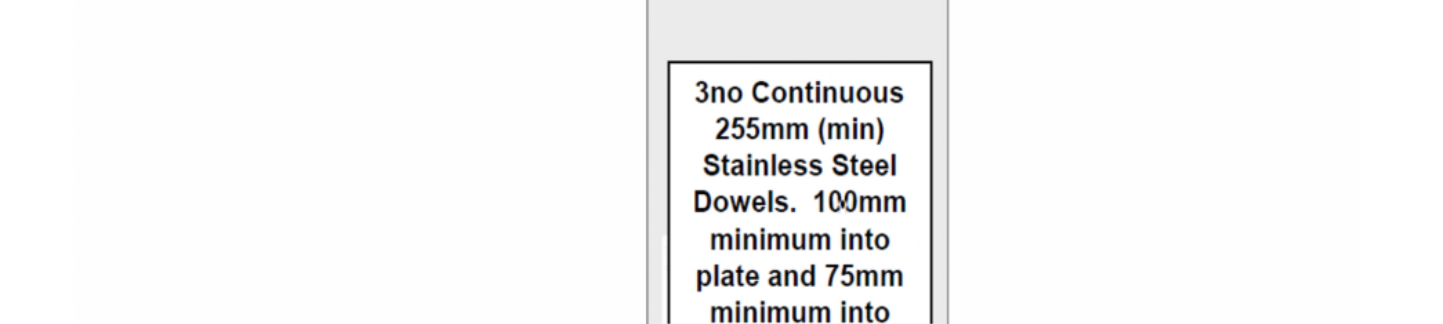 3no Continuous
255mm (min)
Stainless Steel
Dowels.  100mm
minimum into
plate and 75mm
minimum into